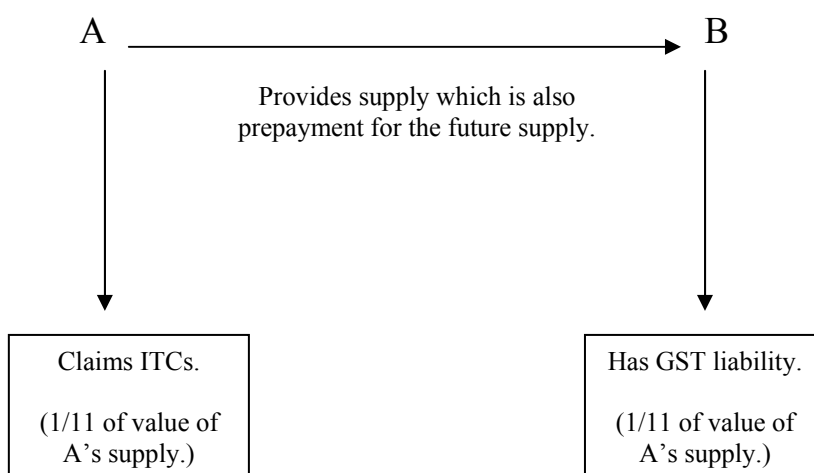 A B
Provides supply which is also
prepayment for the future supply.
Claims ITCs.
(1/11 of value of
A’s supply.)
Has GST liability.
(1/11 of value of
A’s supply.)